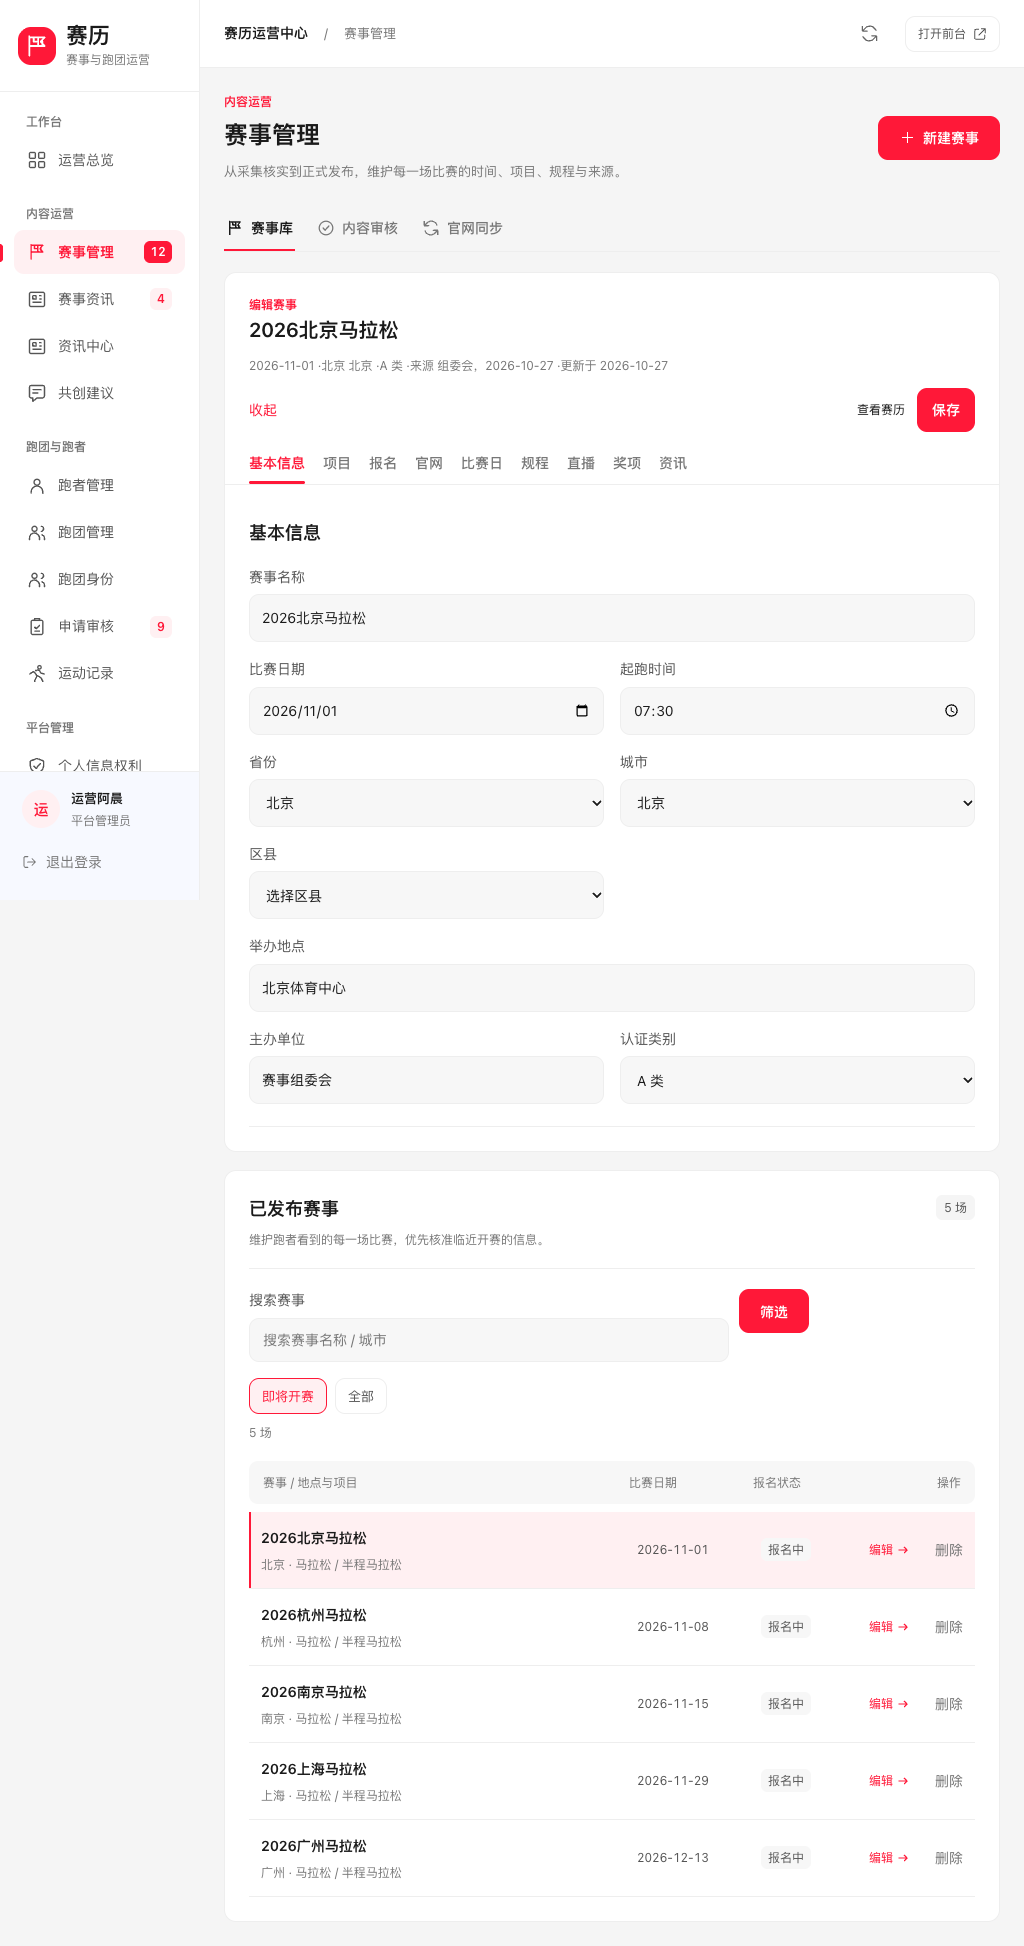 赛历
赛事与跑团运营
工作台
运营总览
内容运营
赛事管理 12
赛事资讯 4
资讯中心
共创建议
跑团与跑者
跑者管理
跑团管理
跑团身份
申请审核 9
运动记录
平台管理
个人信息权利
运 运营阿晨
平台管理员
退出登录
赛历运营中心 / 赛事管理
打开前台
内容运营
赛事管理
从采集核实到正式发布，维护每一场比赛的时间、项目、规程与来源。
新建赛事
赛事库 内容审核 官网同步
编辑赛事
2026北京马拉松
2026-11-01 ·北京 北京 ·A 类 ·来源 组委会，2026-10-27 ·更新于 2026-10-27
收起 查看赛历 保存
基本信息 项目 报名 官网 比赛日 规程 直播 奖项 资讯
基本信息
赛事名称
2026北京马拉松
比赛日期 起跑时间
2026/11/01 07:30
省份 城市
北京 北京
区县
选择区县
举办地点
北京体育中心
主办单位 认证类别
赛事组委会 A 类
已发布赛事 5 场
维护跑者看到的每一场比赛，优先核准临近开赛的信息。
搜索赛事
搜索赛事名称 / 城市 筛选
即将开赛 全部
5 场
赛事 / 地点与项目 比赛日期 报名状态 操作
2026北京马拉松
北京 · 马拉松 / 半程马拉松 2026-11-01 报名中 编辑 → 删除
2026杭州马拉松
杭州 · 马拉松 / 半程马拉松 2026-11-08 报名中 编辑 → 删除
2026南京马拉松
南京 · 马拉松 / 半程马拉松 2026-11-15 报名中 编辑 → 删除
2026上海马拉松
上海 · 马拉松 / 半程马拉松 2026-11-29 报名中 编辑 → 删除
2026广州马拉松
广州 · 马拉松 / 半程马拉松 2026-12-13 报名中 编辑 → 删除